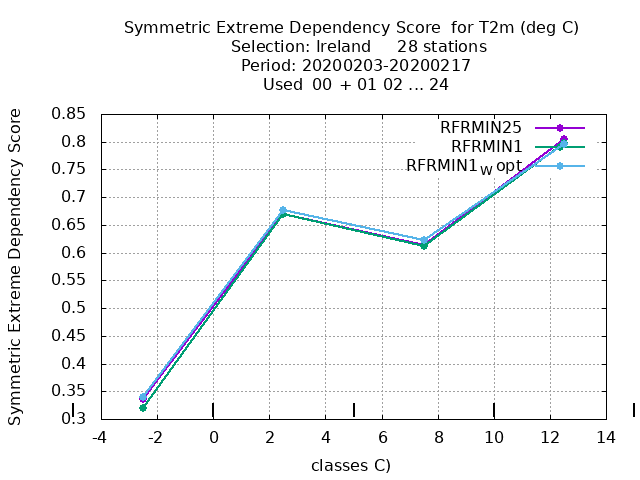 Symmetric Extreme Dependency Score  for T2m (deg C)
Selection: Ireland     28 stations
Period: 20200203-20200217
Used  00 + 01 02 ... 24
Symmetric Extreme Dependency Score
0.85
0.8
0.75
0.7
0.65
0.6
0.55
0.5
0.45
0.4
0.35
0.3
RFRMIN25
RFRMIN1
RFRMIN1W opt
-4 -2 0 2 4 6 8 10 12 14
classes C)